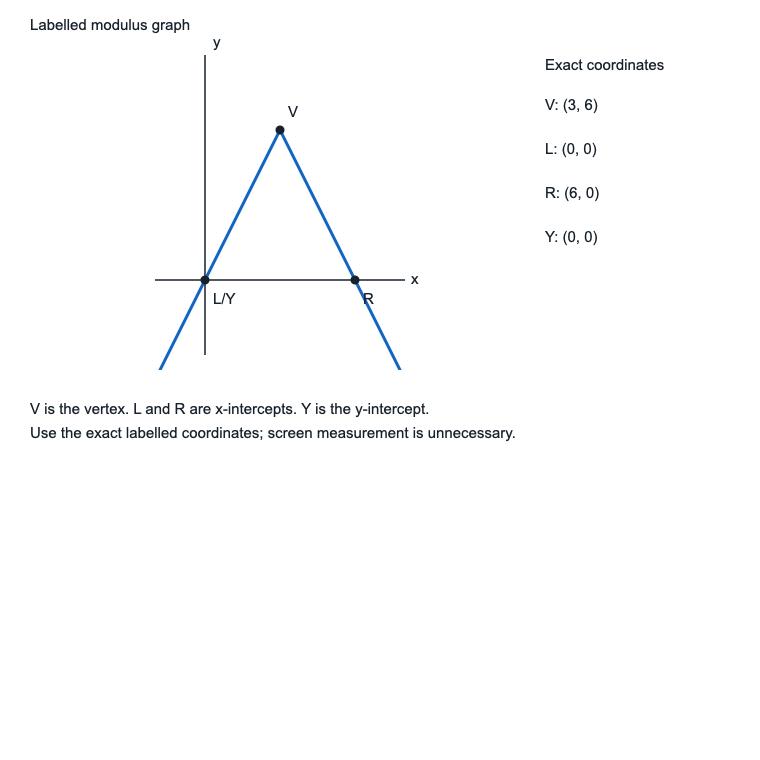 Labelled modulus graph
y
V
L/Y
R
x
Exact coordinates
V: (3, 6)
L: (0, 0)
R: (6, 0)
Y: (0, 0)
V is the vertex. L and R are x-intercepts. Y is the y-intercept.
Use the exact labelled coordinates; screen measurement is unnecessary.